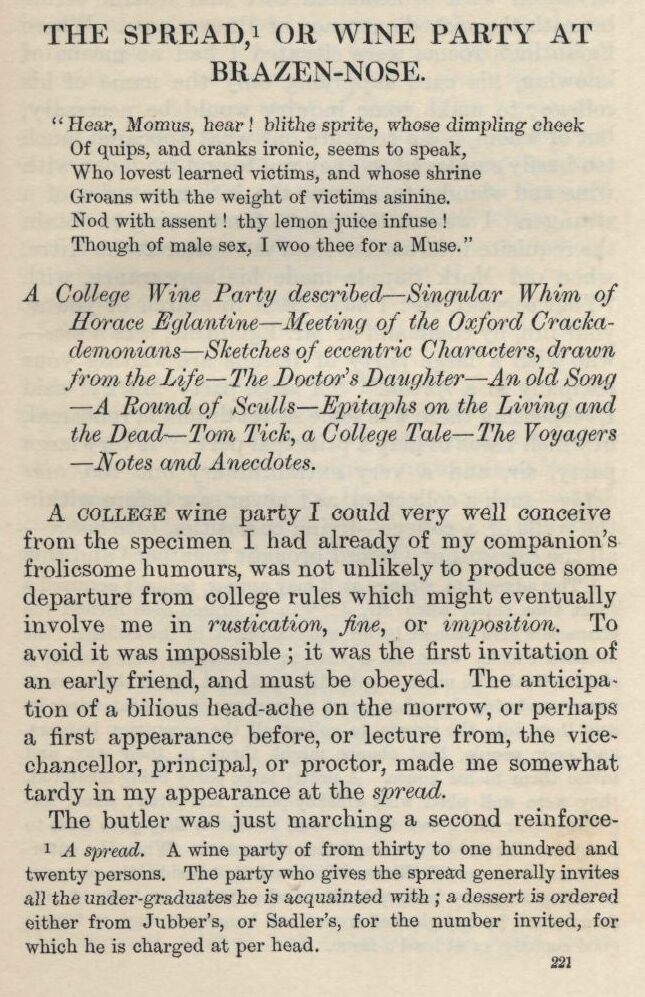 THE SPREAD,¹ OR WINE PARTY AT
BRAZEN-NOSE.
“Hear, Momus, hear! blithe sprite, whose dimpling cheek
Of quips, and cranks ironic, seems to speak,
Who lovest learned victims, and whose shrine
Groans with the weight of victims asinine.
Nod with assent! thy lemon juice infuse!
Though of male sex, I woo thee for a Muse.”
A College Wine Party described—Singular Whim of
Horace Eglantine—Meeting of the Oxford Cracka-
demonians—Sketches of eccentric Characters, drawn
from the Life—The Doctor's Daughter—An old Song
—A Round of Sculls—Epitaphs on the Living and
the Dead—Tom Tick, a College Tale—The Voyagers
—Notes and Anecdotes.
A COLLEGE wine party I could very well conceive
from the specimen I had already of my companion's
frolicsome humours, was not unlikely to produce some
departure from college rules which might eventually
involve me in rustication, fine, or imposition. To
avoid it was impossible; it was the first invitation of
an early friend, and must be obeyed. The anticipa-
tion of a bilious head-ache on the morrow, or perhaps
a first appearance before, or lecture from, the vice-
chancellor, principal, or proctor, made me somewhat
tardy in my appearance at the spread.
The butler was just marching a second reinforce-
¹ A spread. A wine party of from thirty to one hundred and
twenty persons. The party who gives the spread generally invites
all the under-graduates he is acquainted with; a dessert is ordered
either from Jubber's, or Sadler's, for the number invited, for
which he is charged at per head.
221